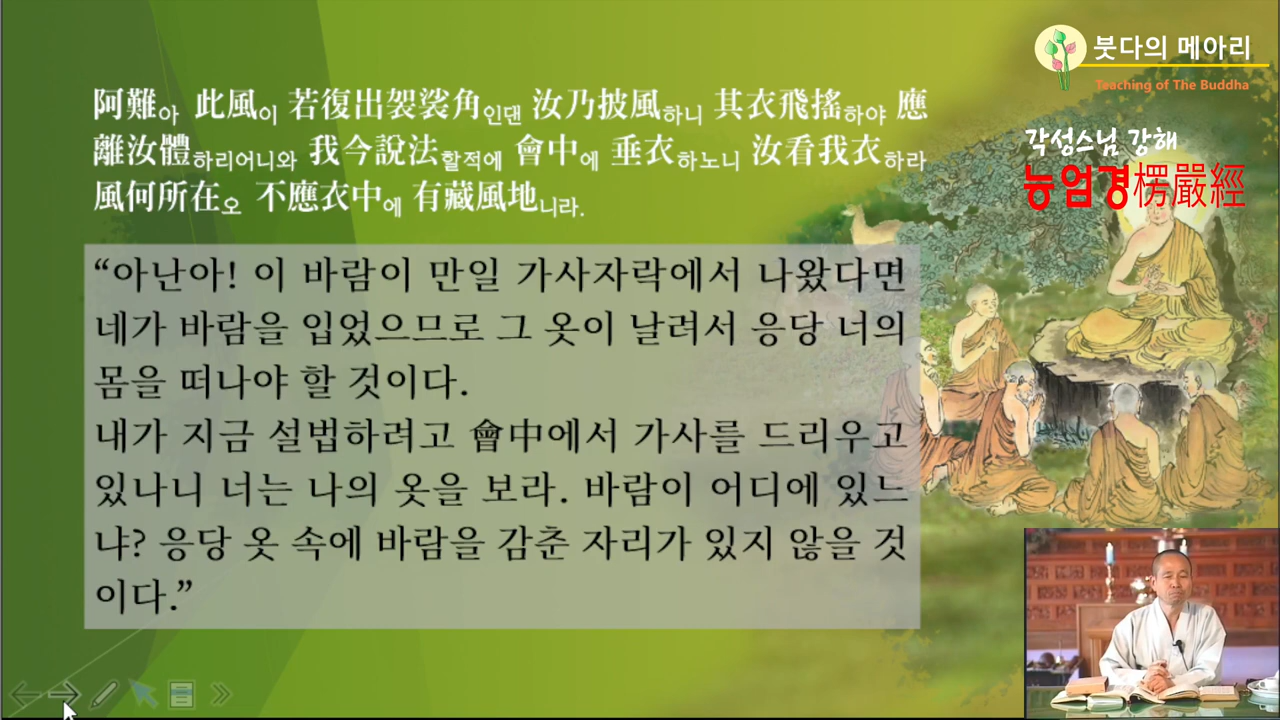 阿難아 此風이 若復出袈裟角인댄 汝乃披風하니 其衣飛搖하야 應
離汝體하리어니와 我今說法할적에 會中에 垂衣하노니 汝看我衣하라
風何所在오 不應衣中에 有藏風地니라.
“아난아! 이 바람이 만일 가사자락에서 나왔다면
네가 바람을 입었으므로 그 옷이 날려서 응당 너의
몸을 떠나야 할 것이다.
내가 지금 설법하려고 會中에서 가사를 드리우고
있나니 너는 나의 옷을 보라. 바람이 어디에 있느
냐? 응당 옷 속에 바람을 감춘 자리가 있지 않을 것
이다.”
붓다의 메아리
Teaching of The Buddha
각성스님 강해
능엄경楞嚴經